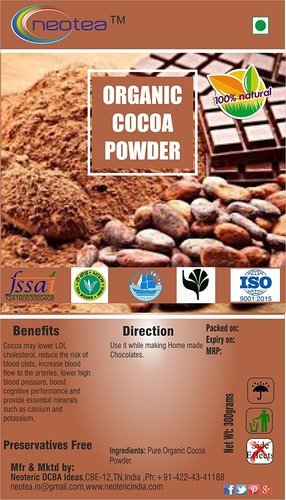 neotea TM
ORGANIC
COCOA
POWDER
100% natural
fssai
12416003000408
ISO
9001:2015
Benefits
Cocoa may lower LDL
cholesterol, reduce the risk of
blood clots, increase blood
flow to the arteries, lower high
blood pressure, boost
cognitive performance and
provide essential minerals
such as calcium and
potassium.
Direction
Use it while making Home made
Chocolates.
Packed on:
Expiry on:
MRP:
Net Wt: 300grams
Side
Effects
Preservatives Free
Ingredients: Pure Organic Cocoa
Powder.
Mfr & Mktd by:
Neoteric DCBA Ideas,CBE-12,TN,India ,Ph:+91-422-43-41188
neotea.in@gmail.com,www.neotericindia.com